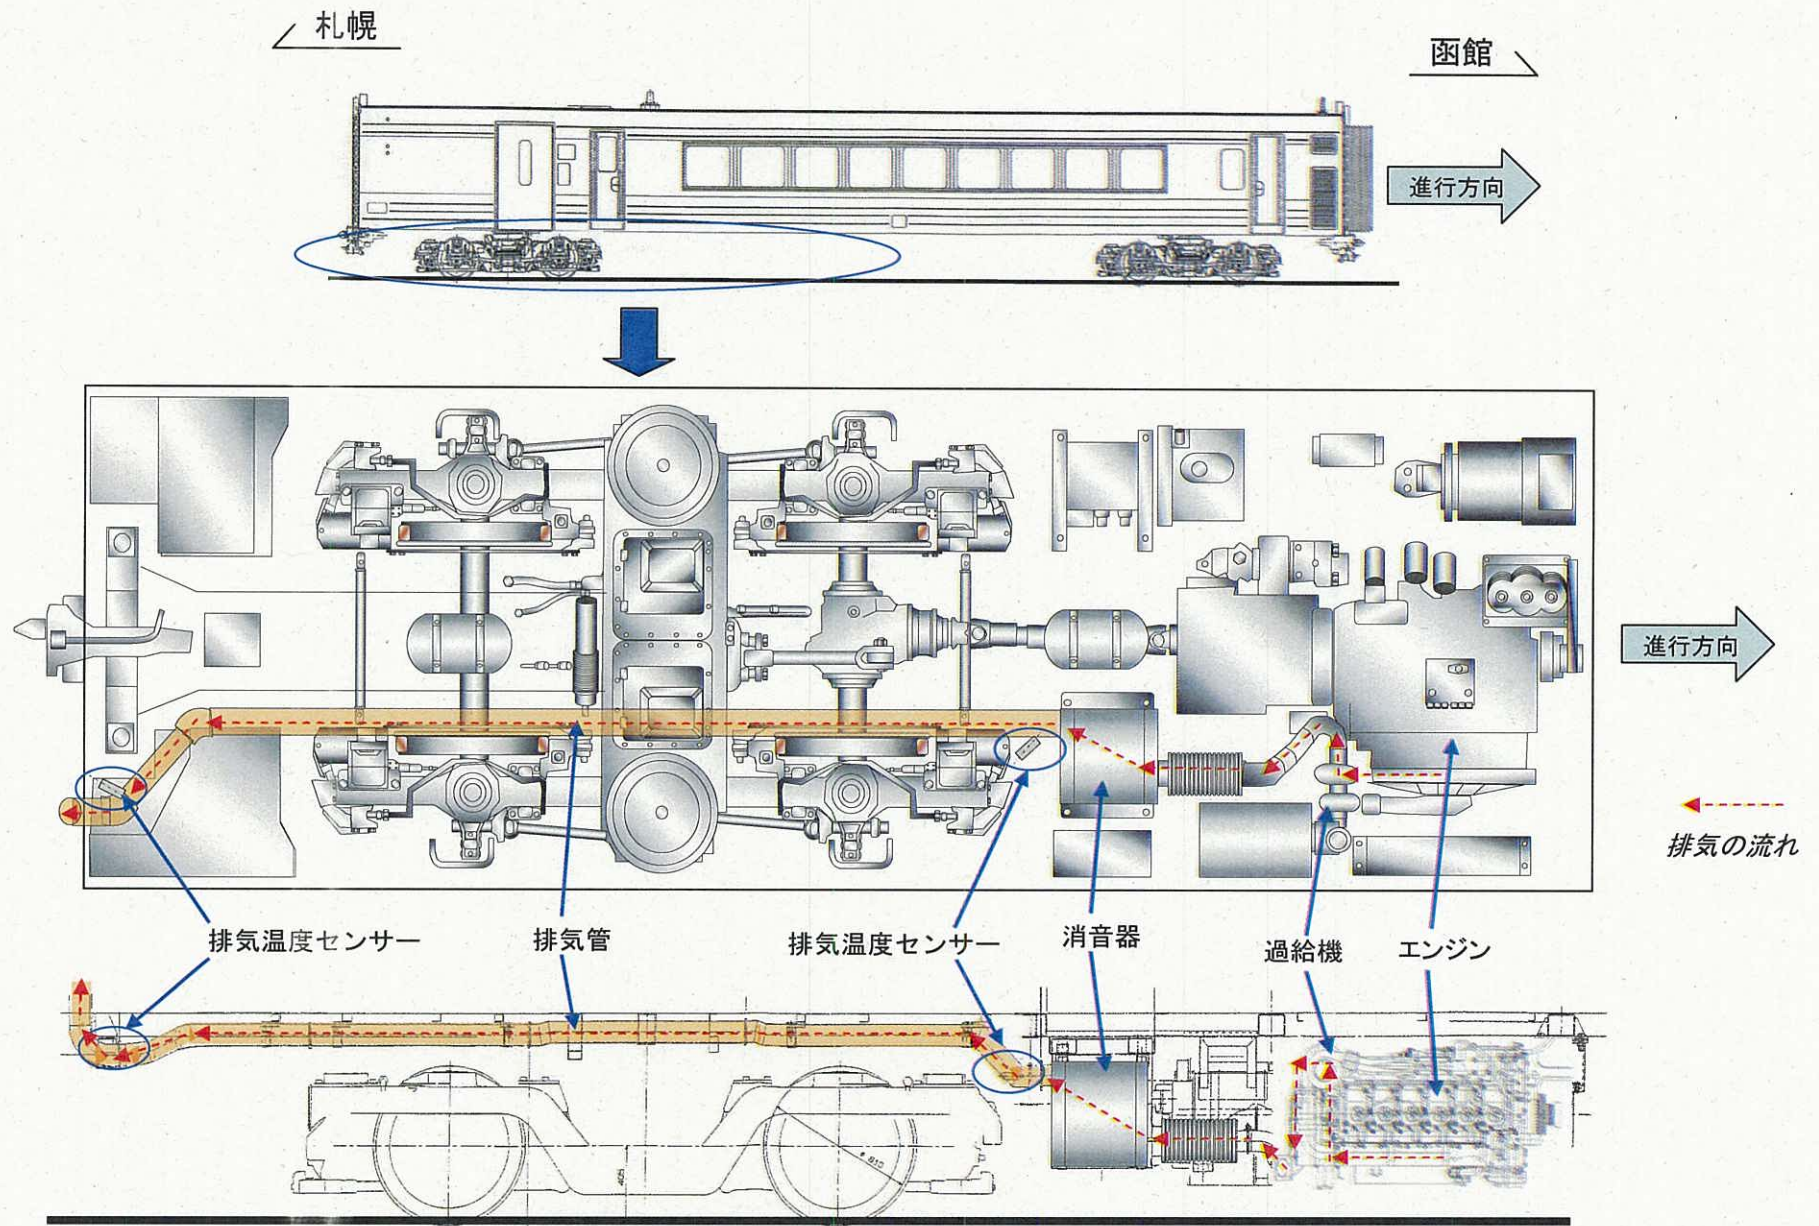 札幌
函館
進行方向
進行方向
排気の流れ
排気温度センサー
排気管
排気温度センサー
消音器
過給機
エンジン